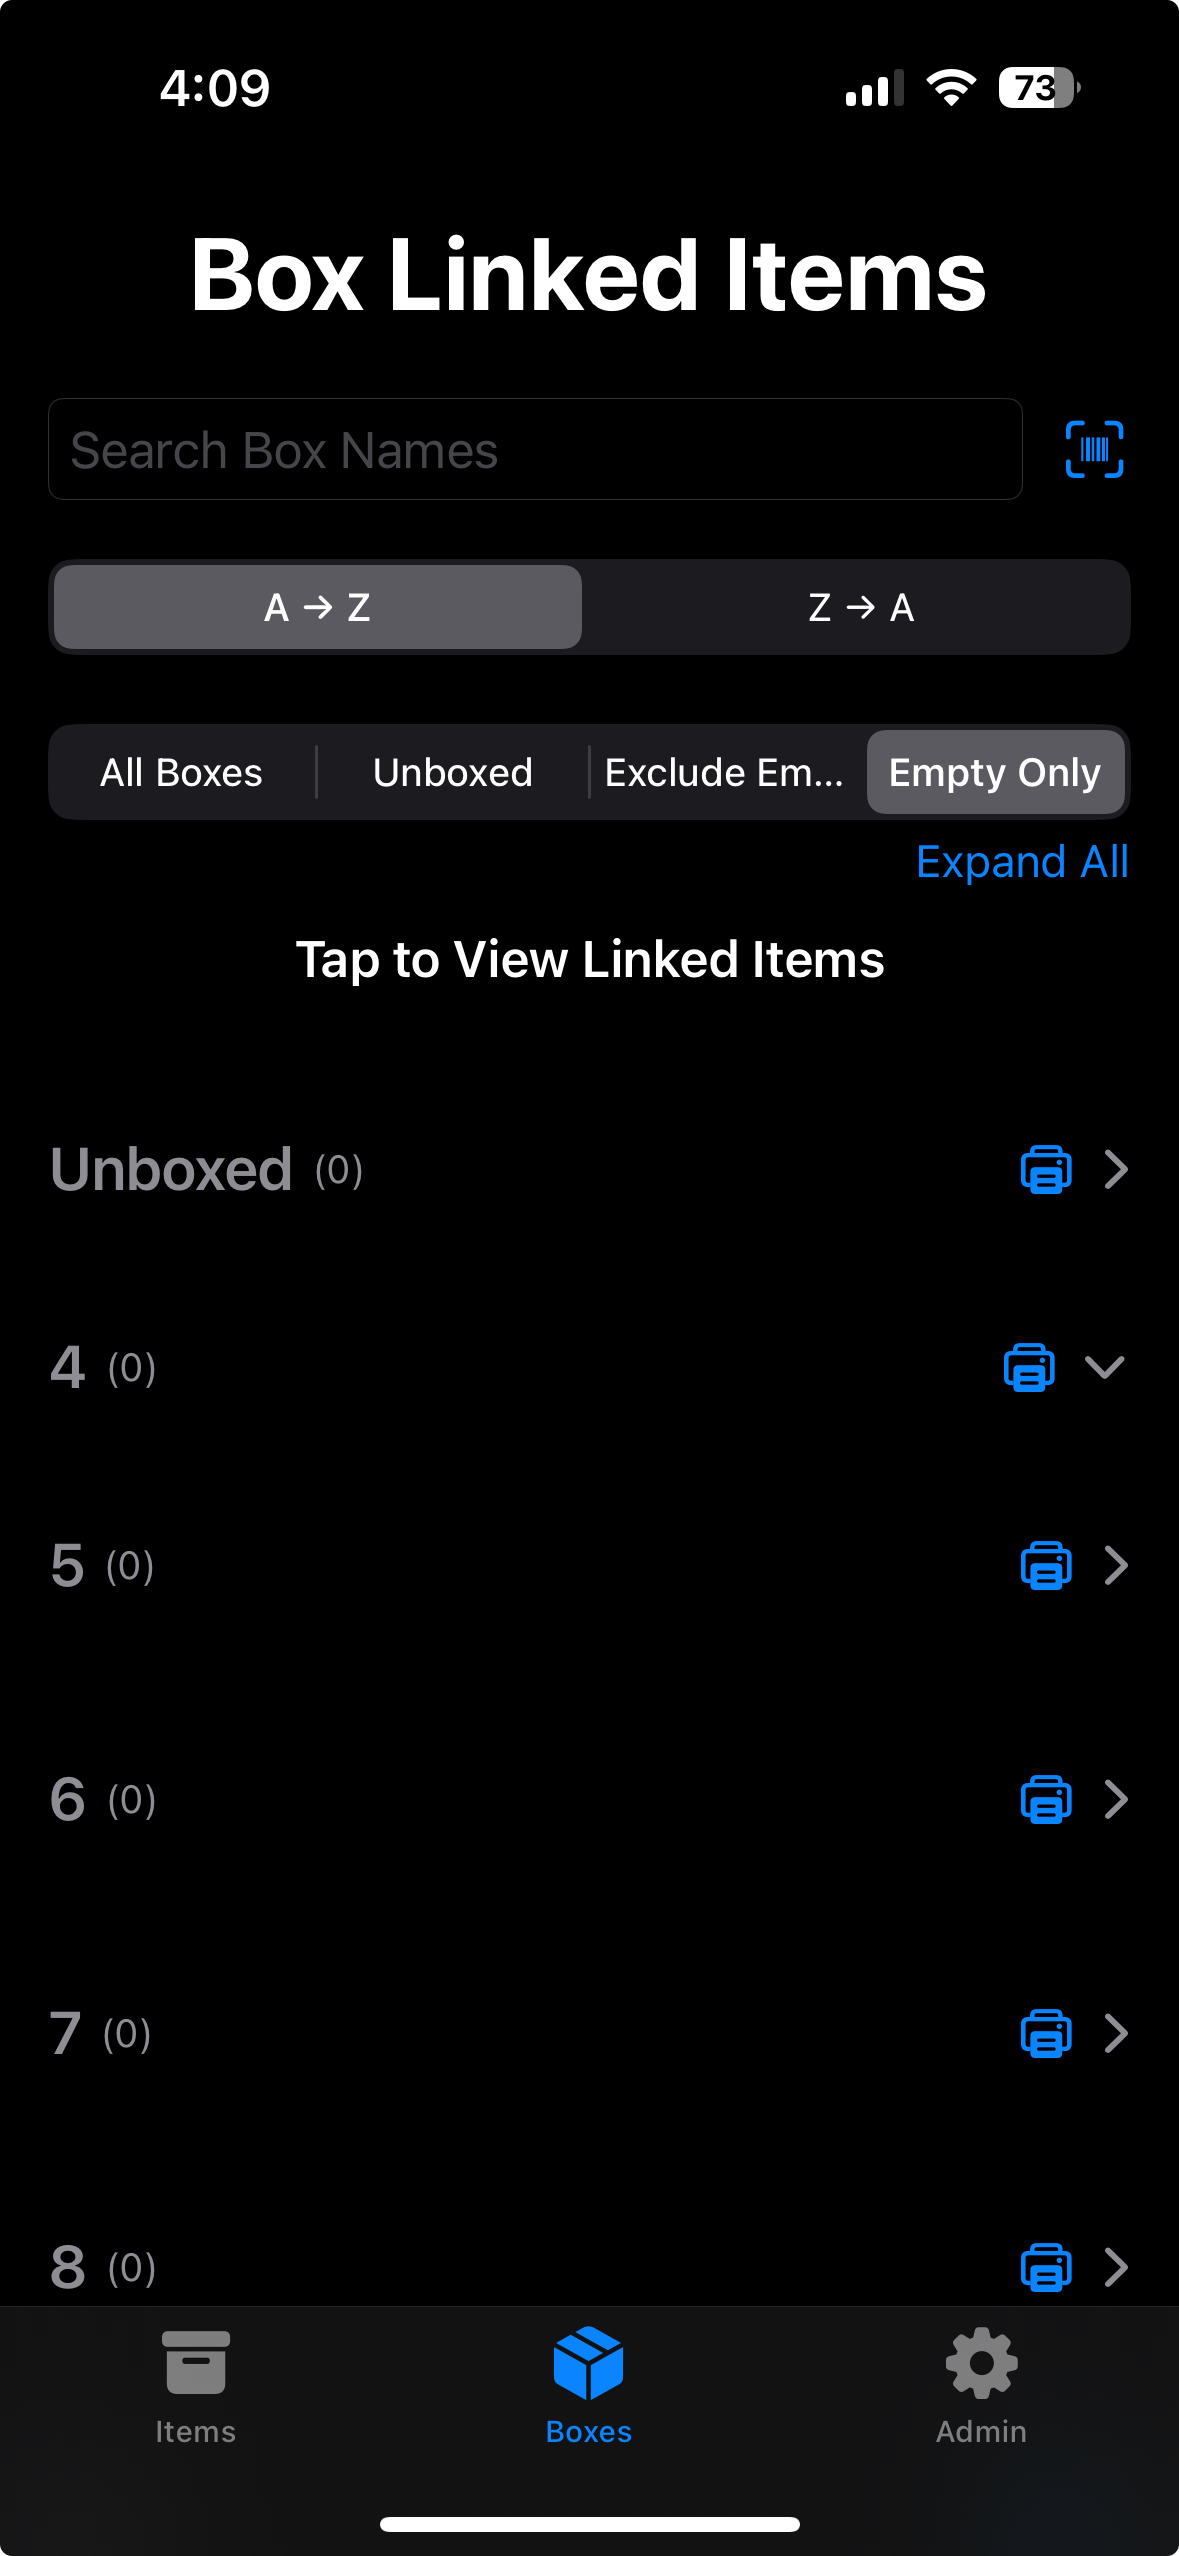 4:09
73
Box Linked Items
Search Box Names
A → Z
Z → A
All Boxes
Unboxed
Exclude Em...
Empty Only
Expand All
Tap to View Linked Items
Unboxed (0)
4 (0)
5 (0)
6 (0)
7 (0)
8 (0)
Items
Boxes
Admin